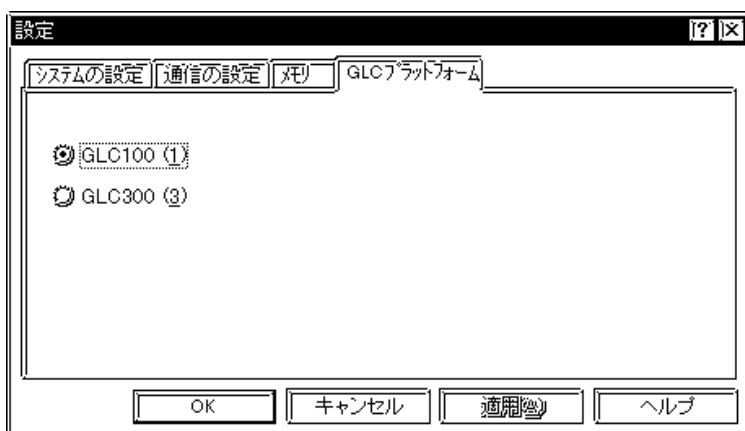 設定
システムの設定 通信の設定 メモリ GLCプラットフォーム
GLC100 (1)
GLC300 (3)
OK キャンセル 適用(A) ヘルプ